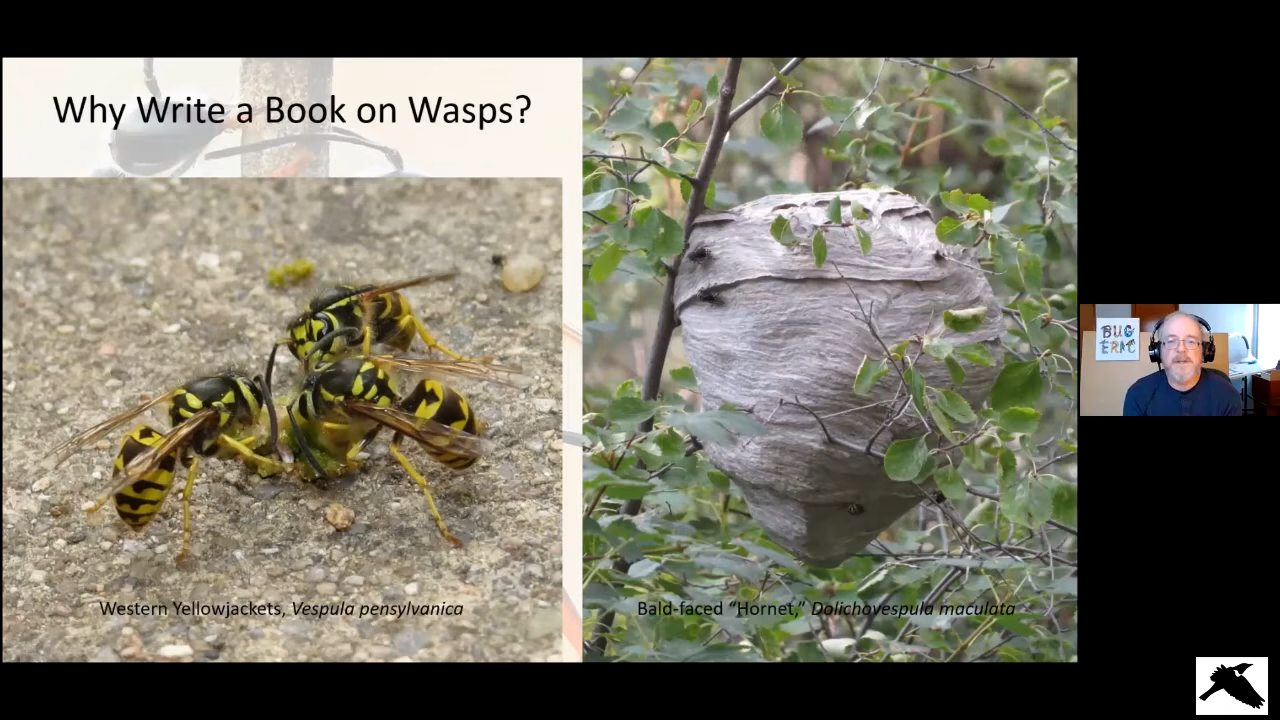 Why Write a Book on Wasps?
Western Yellowjackets, Vespula pensylvanica
Bald-faced “Hornet,” Dolichovespula maculata
BUG
ERIC